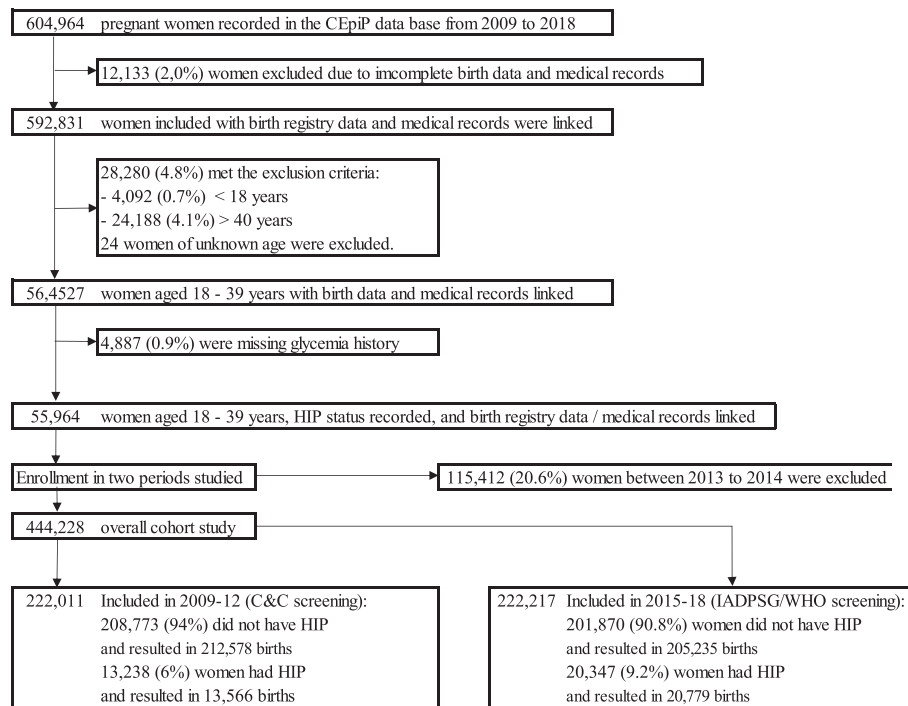 604,964 pregnant women recorded in the CEpiP data base from 2009 to 2018
12,133 (2,0%) women excluded due to imcomplete birth data and medical records
592,831 women included with birth registry data and medical records were linked
28,280 (4.8%) met the exclusion criteria:
- 4,092 (0.7%) < 18 years
- 24,188 (4.1%) > 40 years
24 women of unknown age were excluded.
56,4527 women aged 18 - 39 years with birth data and medical records linked
4,887 (0.9%) were missing glycemia history
55,964 women aged 18 - 39 years, HIP status recorded, and birth registry data / medical records linked
Enrollment in two periods studied
115,412 (20.6%) women between 2013 to 2014 were excluded
444,228 overall cohort study
222,011 Included in 2009-12 (C&C screening):
208,773 (94%) did not have HIP
and resulted in 212,578 births
13,238 (6%) women had HIP
and resulted in 13,566 births
222,217 Included in 2015-18 (IADPSG/WHO screening):
201,870 (90.8%) women did not have HIP
and resulted in 205,235 births
20,347 (9.2%) women had HIP
and resulted in 20,779 births